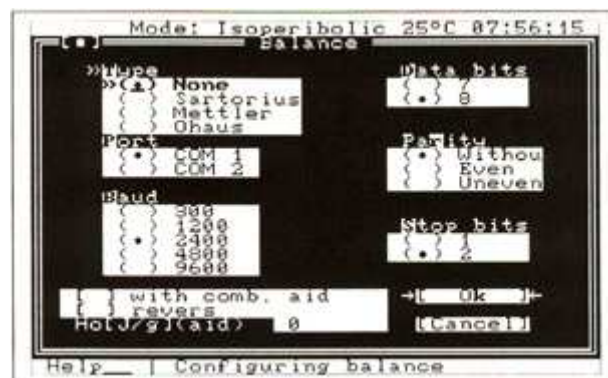 Mode: Isoperibolic 25°C 07:56:15
[•] Balance
»Type
»(•) None
( ) Sartorius
( ) Mettler
( ) Ohaus
Port
(•) COM 1
( ) COM 2
Baud
( ) 300
( ) 1200
(•) 2400
( ) 4800
( ) 9600
Data bits
( ) 7
(•) 8
Parity
(•) Withou
( ) Even
( ) Uneven
Stop bits
( ) 1
(•) 2
[ ] with comb. aid
[ ] revers
Ho[J/g](aid) 0
→[ Ok ]←
[Cancel]
Help | Configuring balance